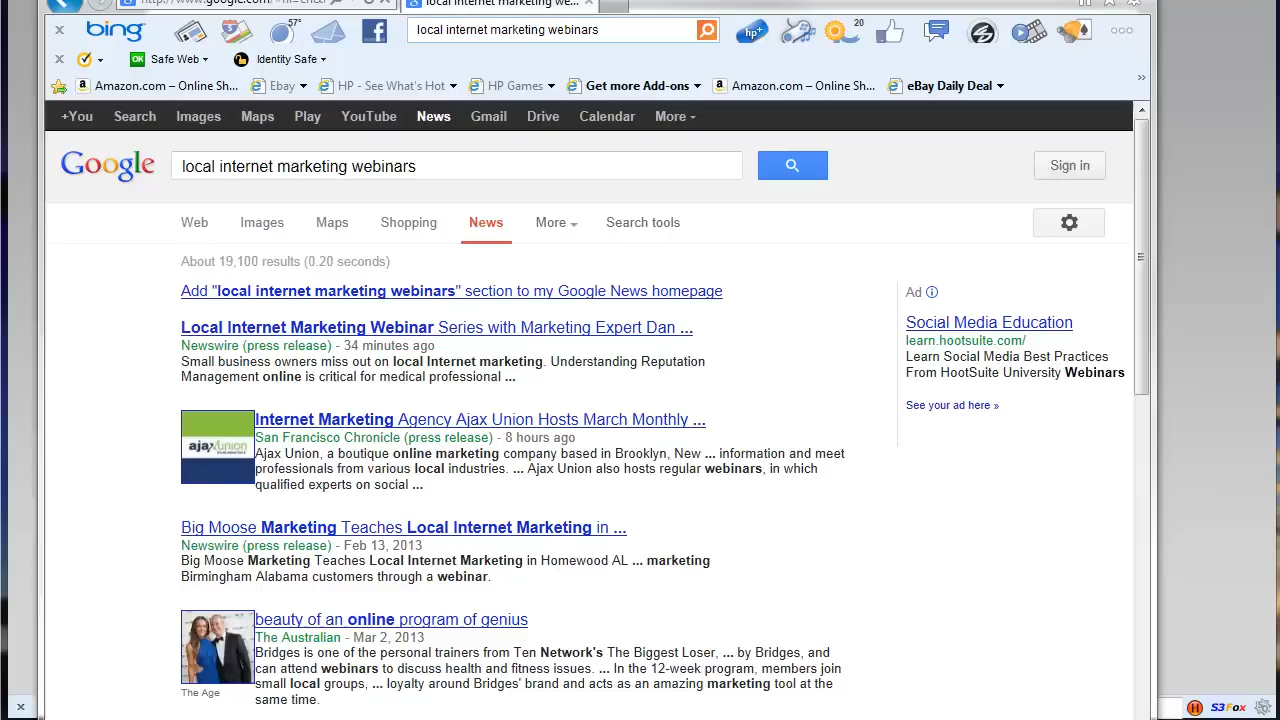 local internet marketing we...
bing 57° local internet marketing webinars hp+ 20
OK Safe Web Identity Safe
Amazon.com – Online Sh... Ebay HP - See What's Hot HP Games Get more Add-ons Amazon.com – Online Sh... eBay Daily Deal
+You Search Images Maps Play YouTube News Gmail Drive Calendar More
Google local internet marketing webinars Sign in
Web Images Maps Shopping News More Search tools
About 19,100 results (0.20 seconds)
Add "local internet marketing webinars" section to my Google News homepage
Local Internet Marketing Webinar Series with Marketing Expert Dan ...
Newswire (press release) - 34 minutes ago
Small business owners miss out on local Internet marketing. Understanding Reputation
Management online is critical for medical professional ...
Internet Marketing Agency Ajax Union Hosts March Monthly ...
San Francisco Chronicle (press release) - 8 hours ago
ajaxunion
Ajax Union, a boutique online marketing company based in Brooklyn, New ... information and meet
professionals from various local industries. ... Ajax Union also hosts regular webinars, in which
qualified experts on social ...
Big Moose Marketing Teaches Local Internet Marketing in ...
Newswire (press release) - Feb 13, 2013
Big Moose Marketing Teaches Local Internet Marketing in Homewood AL ... marketing
Birmingham Alabama customers through a webinar.
beauty of an online program of genius
The Australian - Mar 2, 2013
Bridges is one of the personal trainers from Ten Network's The Biggest Loser, ... by Bridges, and
can attend webinars to discuss health and fitness issues. ... In the 12-week program, members join
small local groups, ... loyalty around Bridges' brand and acts as an amazing marketing tool at the
same time.
The Age
Ad
Social Media Education
learn.hootsuite.com/
Learn Social Media Best Practices
From HootSuite University Webinars
See your ad here »
S3Fox